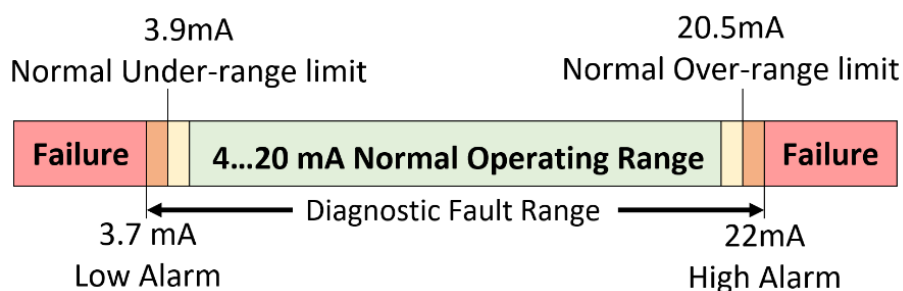 3.9mA
Normal Under-range limit
20.5mA
Normal Over-range limit
Failure
4...20 mA Normal Operating Range
Failure
Diagnostic Fault Range
3.7 mA
Low Alarm
22mA
High Alarm